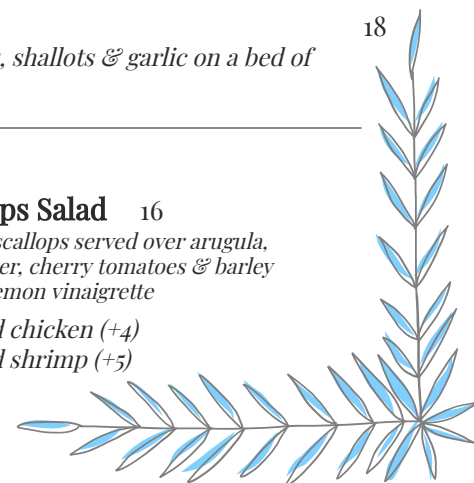 18
, shallots & garlic on a bed of
ps Salad 16
scallops served over arugula,
er, cherry tomatoes & barley
emon vinaigrette
d chicken (+4)
d shrimp (+5)